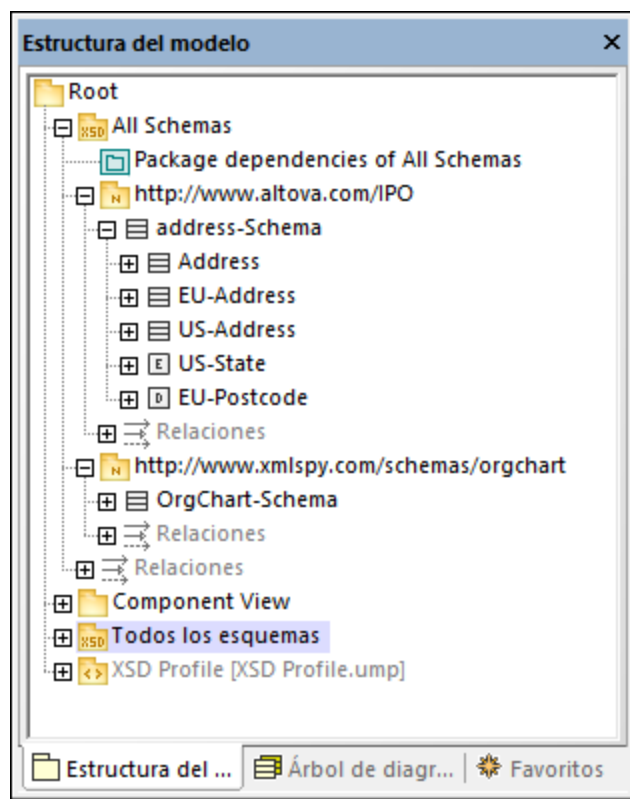 Estructura del modelo
Root
XSD All Schemas
Package dependencies of All Schemas
N http://www.altova.com/IPO
address-Schema
Address
EU-Address
US-Address
E US-State
D EU-Postcode
Relaciones
N http://www.xmlspy.com/schemas/orgchart
OrgChart-Schema
Relaciones
Relaciones
Component View
XSD Todos los esquemas
XSD Profile [XSD Profile.ump]
Estructura del ... Árbol de diagr... Favoritos